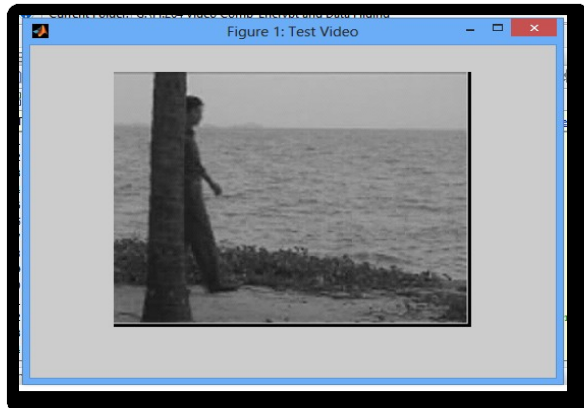 Current Folder: G:\H.264 Video Comp-Encrypt and Data Hiding
Figure 1: Test Video